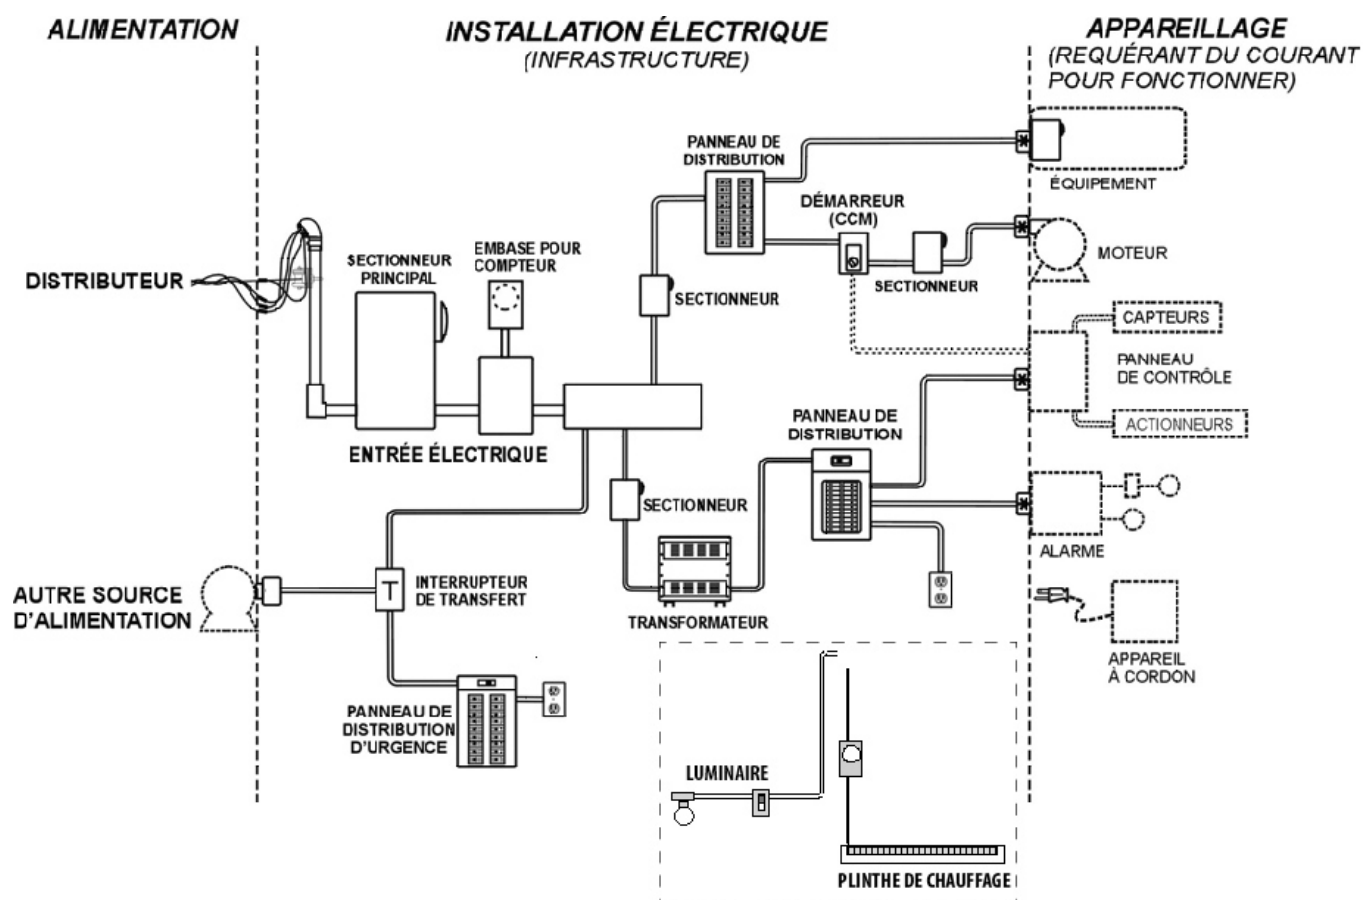 ALIMENTATION
INSTALLATION ÉLECTRIQUE
(INFRASTRUCTURE)
APPAREILLAGE
(REQUÉRANT DU COURANT
POUR FONCTIONNER)
PANNEAU DE
DISTRIBUTION
ÉQUIPEMENT
DÉMARREUR
(CCM)
MOTEUR
SECTIONNEUR
DISTRIBUTEUR
SECTIONNEUR
PRINCIPAL
EMBASE POUR
COMPTEUR
SECTIONNEUR
CAPTEURS
PANNEAU
DE CONTRÔLE
ACTIONNEURS
ENTRÉE ÉLECTRIQUE
PANNEAU DE
DISTRIBUTION
SECTIONNEUR
ALARME
AUTRE SOURCE
D'ALIMENTATION
INTERRUPTEUR
DE TRANSFERT
T
TRANSFORMATEUR
APPAREIL
À CORDON
PANNEAU DE
DISTRIBUTION
D'URGENCE
LUMINAIRE
PLINTHE DE CHAUFFAGE